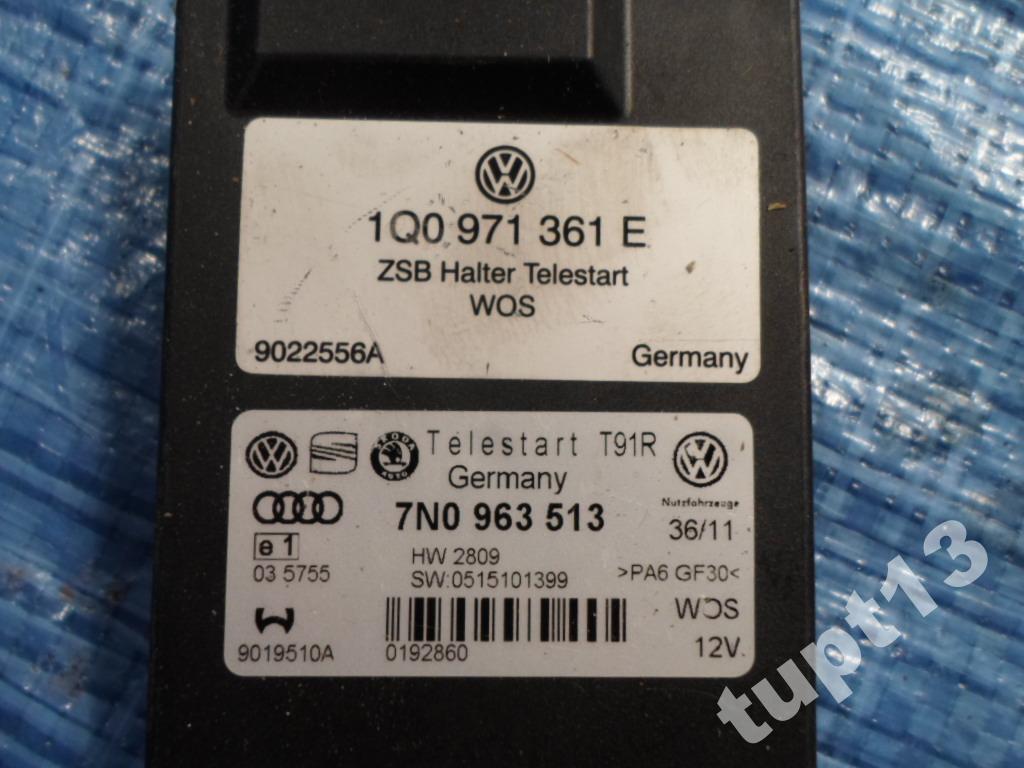 1Q0 971 361 E
ZSB Halter Telestart
WOS
9022556A Germany
Telestart T91R
Germany
7N0 963 513
Nutzfahrzeuge
36/11
e1
HW 2809
03 5755
SW:0515101399 >PA6 GF30<
WOS
9019510A 0192860 12V
tupt13